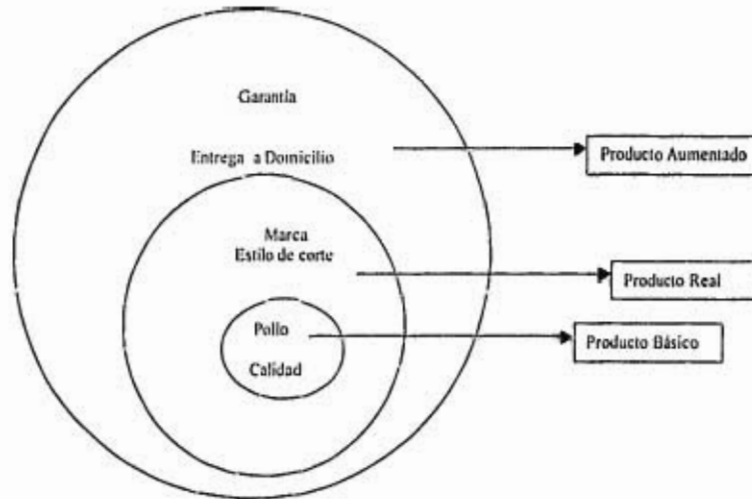 Garantía
Entrega a Domicilio
Producto Aumentado
Marca
Estilo de corte
Producto Real
Pollo
Producto Básico
Calidad